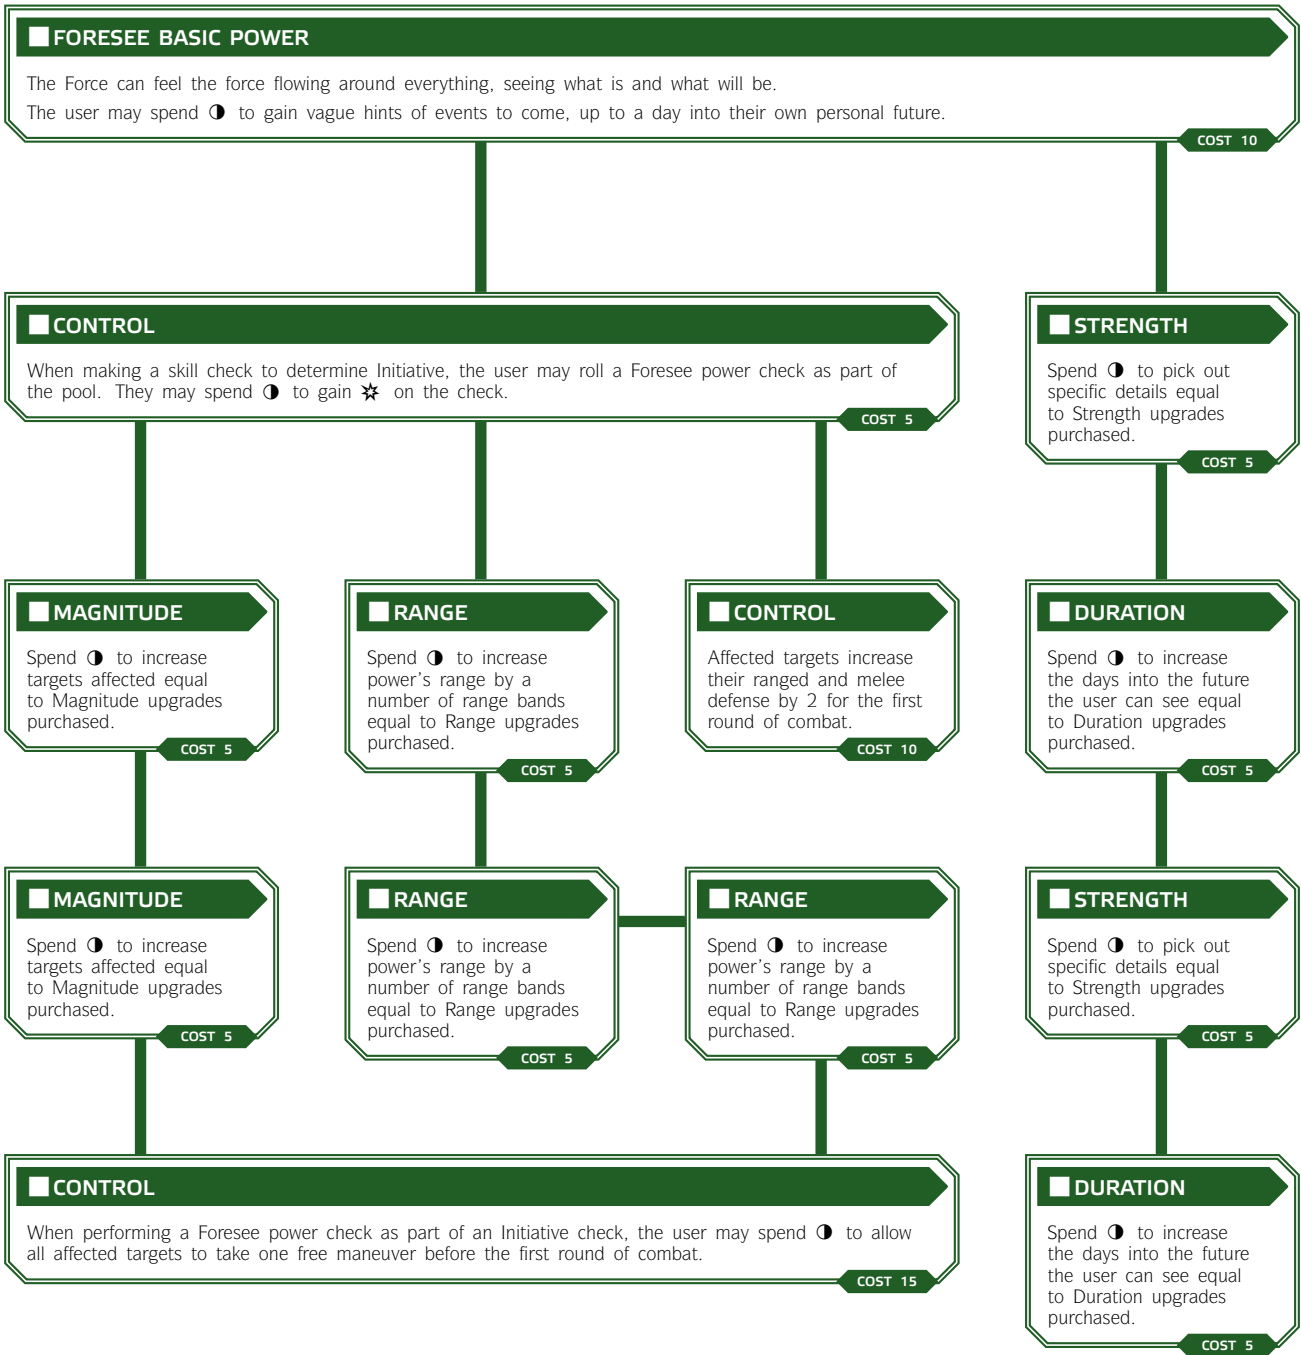 FORESEE BASIC POWER
The Force can feel the force flowing around everything, seeing what is and what will be.
The user may spend ◑ to gain vague hints of events to come, up to a day into their own personal future.
COST 10
CONTROL
When making a skill check to determine Initiative, the user may roll a Foresee power check as part of
the pool. They may spend ◑ to gain ✡ on the check.
COST 5
STRENGTH
Spend ◑ to pick out
specific details equal
to Strength upgrades
purchased.
COST 5
MAGNITUDE
Spend ◑ to increase
targets affected equal
to Magnitude upgrades
purchased.
COST 5
RANGE
Spend ◑ to increase
power's range by a
number of range bands
equal to Range upgrades
purchased.
COST 5
CONTROL
Affected targets increase
their ranged and melee
defense by 2 for the first
round of combat.
COST 10
DURATION
Spend ◑ to increase
the days into the future
the user can see equal
to Duration upgrades
purchased.
COST 5
MAGNITUDE
Spend ◑ to increase
targets affected equal
to Magnitude upgrades
purchased.
COST 5
RANGE
Spend ◑ to increase
power's range by a
number of range bands
equal to Range upgrades
purchased.
COST 5
RANGE
Spend ◑ to increase
power's range by a
number of range bands
equal to Range upgrades
purchased.
COST 5
STRENGTH
Spend ◑ to pick out
specific details equal
to Strength upgrades
purchased.
COST 5
CONTROL
When performing a Foresee power check as part of an Initiative check, the user may spend ◑ to allow
all affected targets to take one free maneuver before the first round of combat.
COST 15
DURATION
Spend ◑ to increase
the days into the future
the user can see equal
to Duration upgrades
purchased.
COST 5